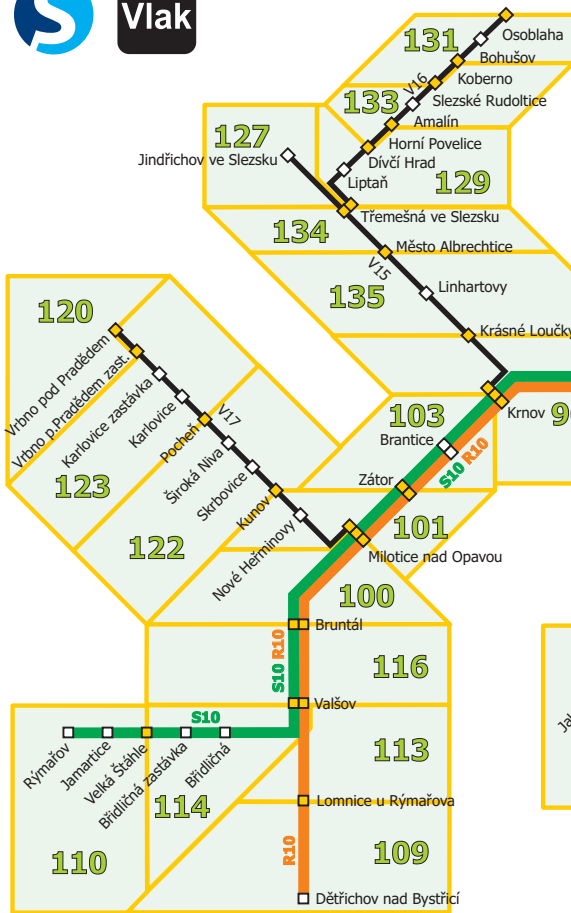 S
Vlak
131
Osoblaha
Bohušov
V16
Koberno
133
Slezské Rudoltice
Amalín
127
Horní Povelice
Jindřichov ve Slezsku
Dívčí Hrad
129
Liptaň
Třemešná ve Slezsku
134
Město Albrechtice
V15
135
Linhartovy
120
Krásné Loučky
Vrbno pod Pradědem
Vrbno p.Pradědem zast.
Karlovice zastávka
Karlovice
V17
Pocheň
Široká Niva
Skrbovice
Kunov
Nové Heřminovy
103
Krnov
Brantice
S10 R10
Zátor
123
101
122
Milotice nad Opavou
100
Bruntál
S10 R10
116
Valšov
S10
Rýmařov
Jamartice
Velká Štáhle
Břidličná zastávka
Břidličná
113
114
Lomnice u Rýmařova
110
R10
109
Dětřichov nad Bystřicí